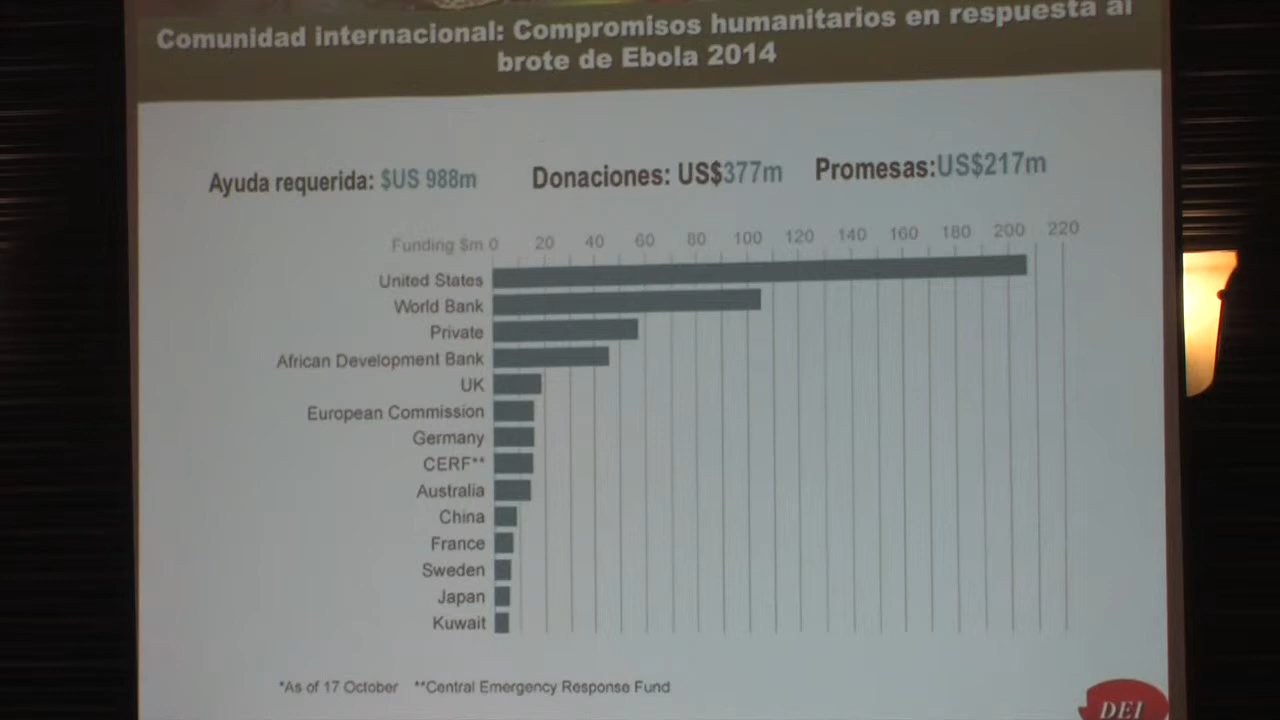 Comunidad internacional: Compromisos humanitarios en respuesta al
brote de Ebola 2014
Ayuda requerida: $US 988m Donaciones: US$377m Promesas:US$217m
Funding $m 0 20 40 60 80 100 120 140 160 180 200 220
United States
World Bank
Private
African Development Bank
UK
European Commission
Germany
CERF**
Australia
China
France
Sweden
Japan
Kuwait
*As of 17 October **Central Emergency Response Fund
DEI